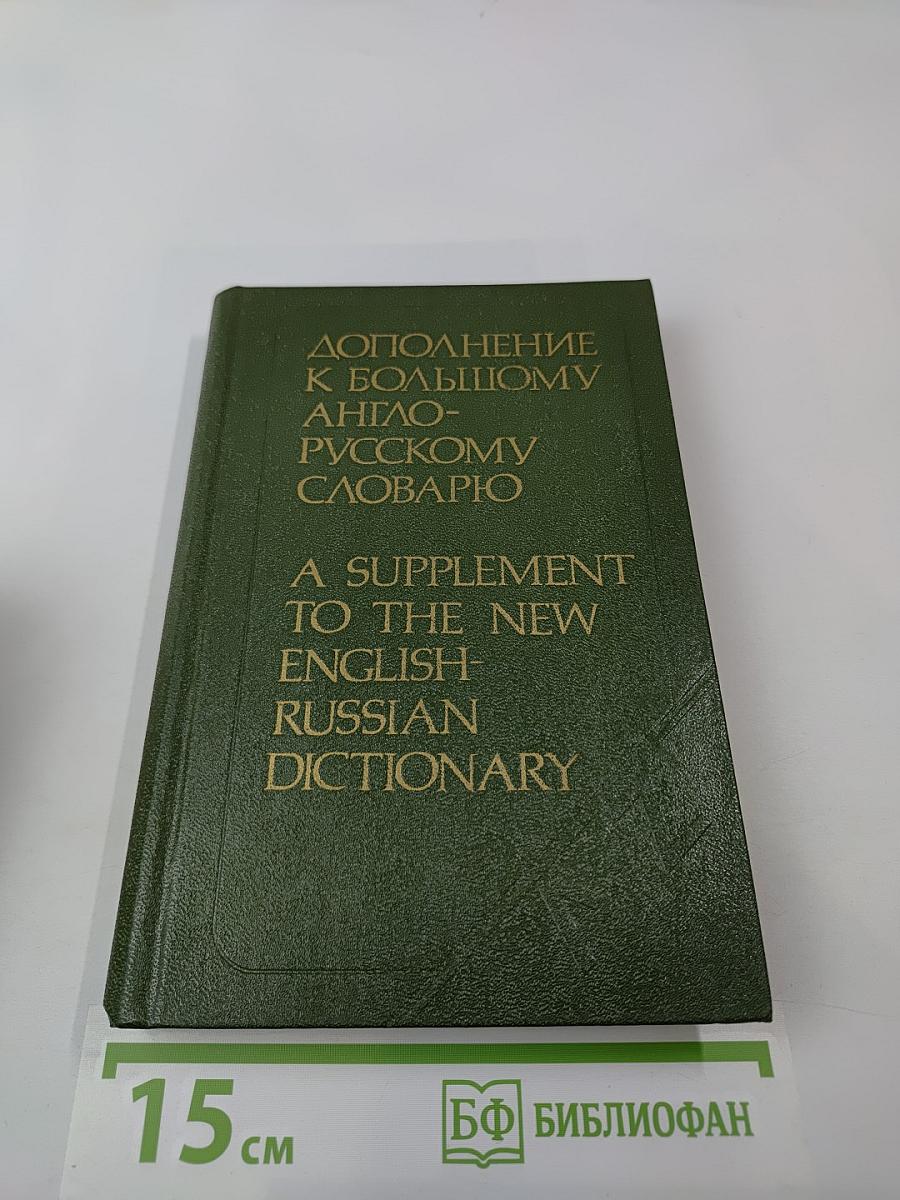 ДОПОЛНЕНИЕ
К БОЛЬШОМУ
АНГЛО-
РУССКОМУ
СЛОВАРЮ
A SUPPLEMENT
TO THE NEW
ENGLISH-
RUSSIAN
DICTIONARY
15 см
БФ БИБЛИОФАН